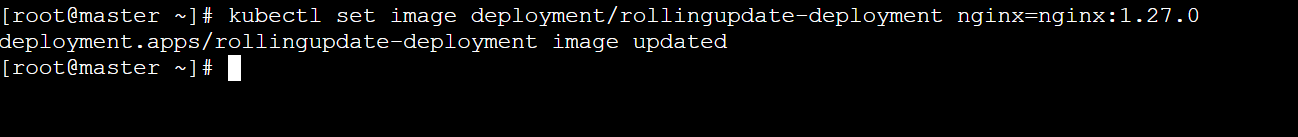 [root@master ~]# kubectl set image deployment/rollingupdate-deployment nginx=nginx:1.27.0
deployment.apps/rollingupdate-deployment image updated
[root@master ~]#